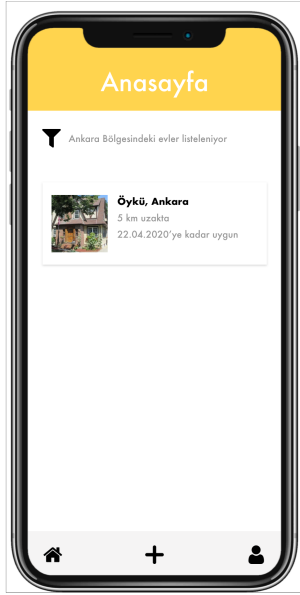 Anasayfa
Ankara Bölgesindeki evler listeleniyor
Öykü, Ankara
5 km uzakta
22.04.2020'ye kadar uygun